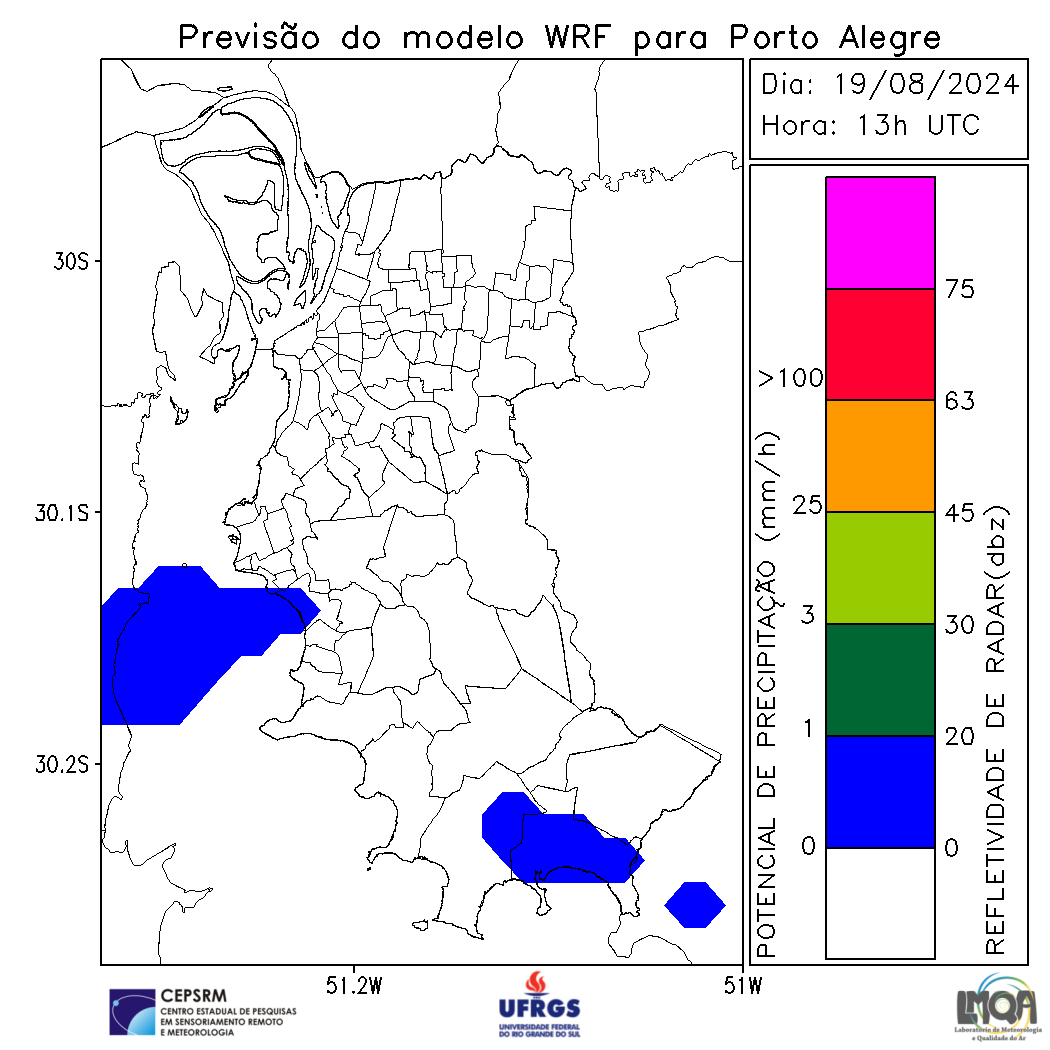 Previsão do modelo WRF para Porto Alegre
Dia: 19/08/2024
Hora: 13h UTC
30S
30.1S
30.2S
51.2W
51W
POTENCIAL DE PRECIPITAÇÃO (mm/h)
>100
25
3
1
0
75
63
45
30
20
0
REFLETIVIDADE DE RADAR(dbz)
CEPSRM
CENTRO ESTADUAL DE PESQUISAS
EM SENSORIAMENTO REMOTO
E METEOROLOGIA
UFRGS
UNIVERSIDADE FEDERAL
DO RIO GRANDE DO SUL
LMQA
Laboratório de Meteorologia
e Qualidade do Ar